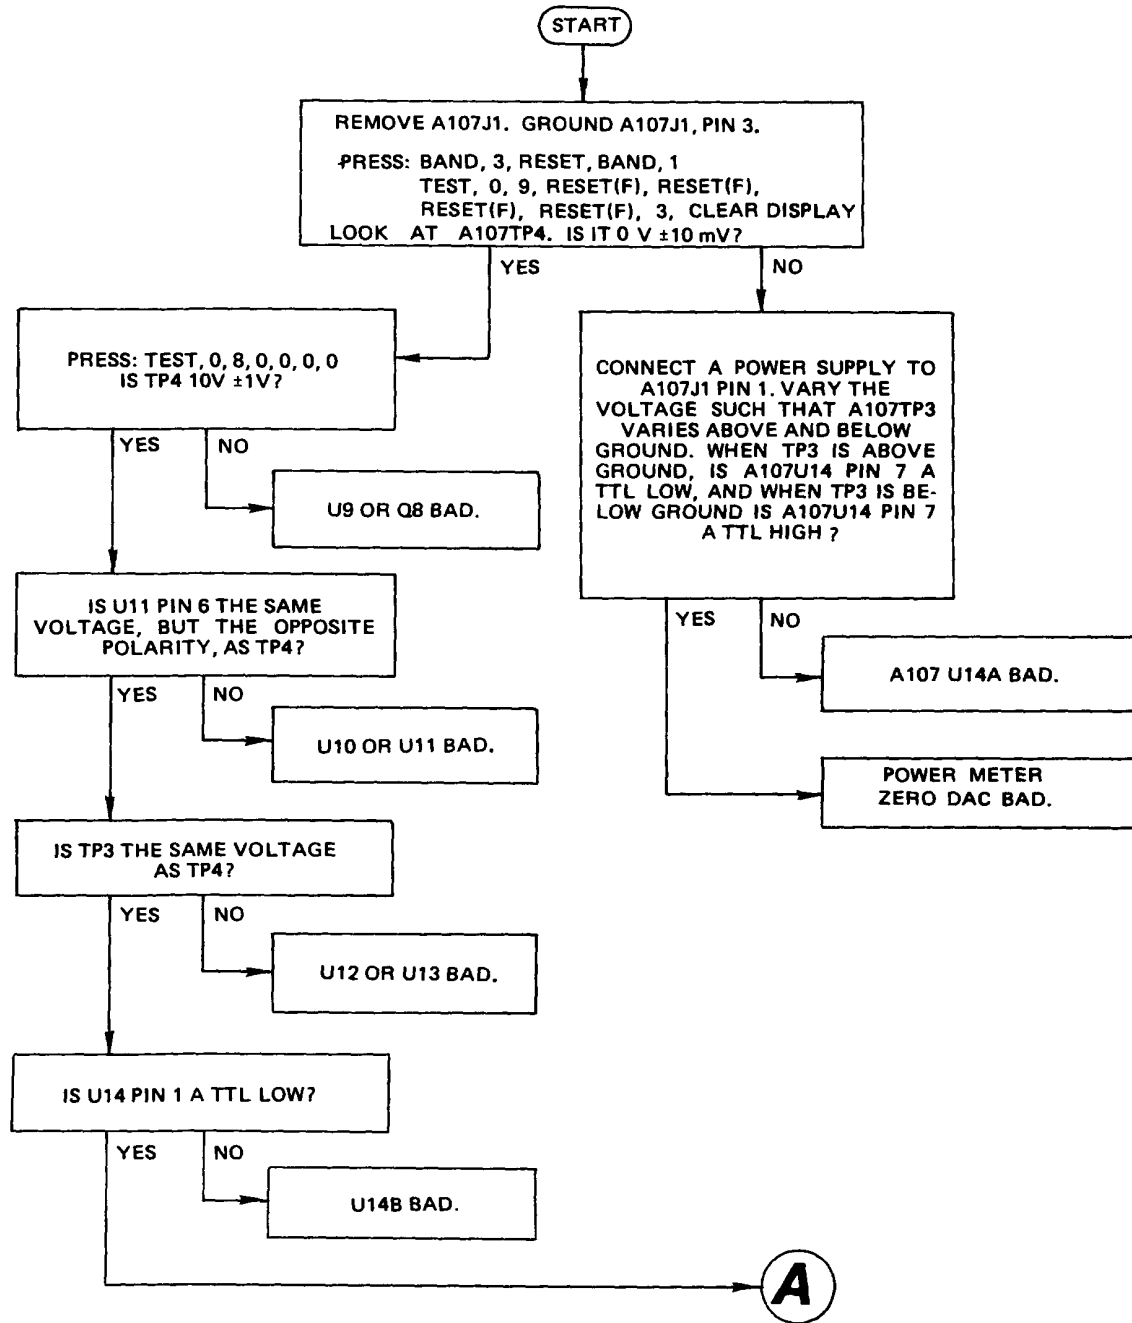 START
REMOVE A107J1. GROUND A107J1, PIN 3.
PRESS: BAND, 3, RESET, BAND, 1
TEST, 0, 9, RESET(F), RESET(F),
RESET(F), RESET(F), 3, CLEAR DISPLAY
LOOK AT A107TP4. IS IT 0 V ±10 mV?
YES
NO
PRESS: TEST, 0, 8, 0, 0, 0, 0
IS TP4 10V ±1V?
YES
NO
U9 OR Q8 BAD.
IS U11 PIN 6 THE SAME
VOLTAGE, BUT THE OPPOSITE
POLARITY, AS TP4?
YES
NO
U10 OR U11 BAD.
IS TP3 THE SAME VOLTAGE
AS TP4?
YES
NO
U12 OR U13 BAD.
IS U14 PIN 1 A TTL LOW?
YES
NO
U14B BAD.
A
CONNECT A POWER SUPPLY TO
A107J1 PIN 1. VARY THE
VOLTAGE SUCH THAT A107TP3
VARIES ABOVE AND BELOW
GROUND. WHEN TP3 IS ABOVE
GROUND, IS A107U14 PIN 7 A
TTL LOW, AND WHEN TP3 IS BE-
LOW GROUND IS A107U14 PIN 7
A TTL HIGH ?
YES
NO
A107 U14A BAD.
POWER METER
ZERO DAC BAD.